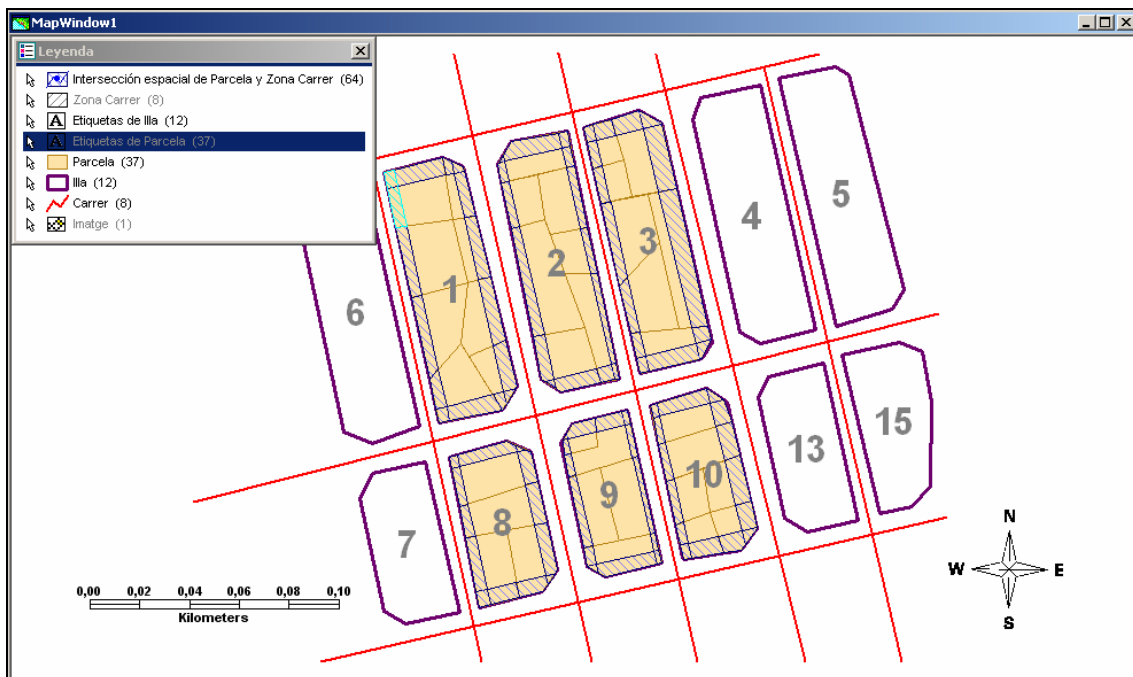 MapWindow1
Leyenda
Intersección espacial de Parcela y Zona Carrer (64)
Zona Carrer (8)
A Etiquetas de Illa (12)
A Etiquetas de Parcela (37)
Parcela (37)
Illa (12)
Carrer (8)
Imatge (1)
1
2
3
4
5
6
7
8
9
10
13
15
0,00 0,02 0,04 0,06 0,08 0,10
Kilometers
N
W E
S